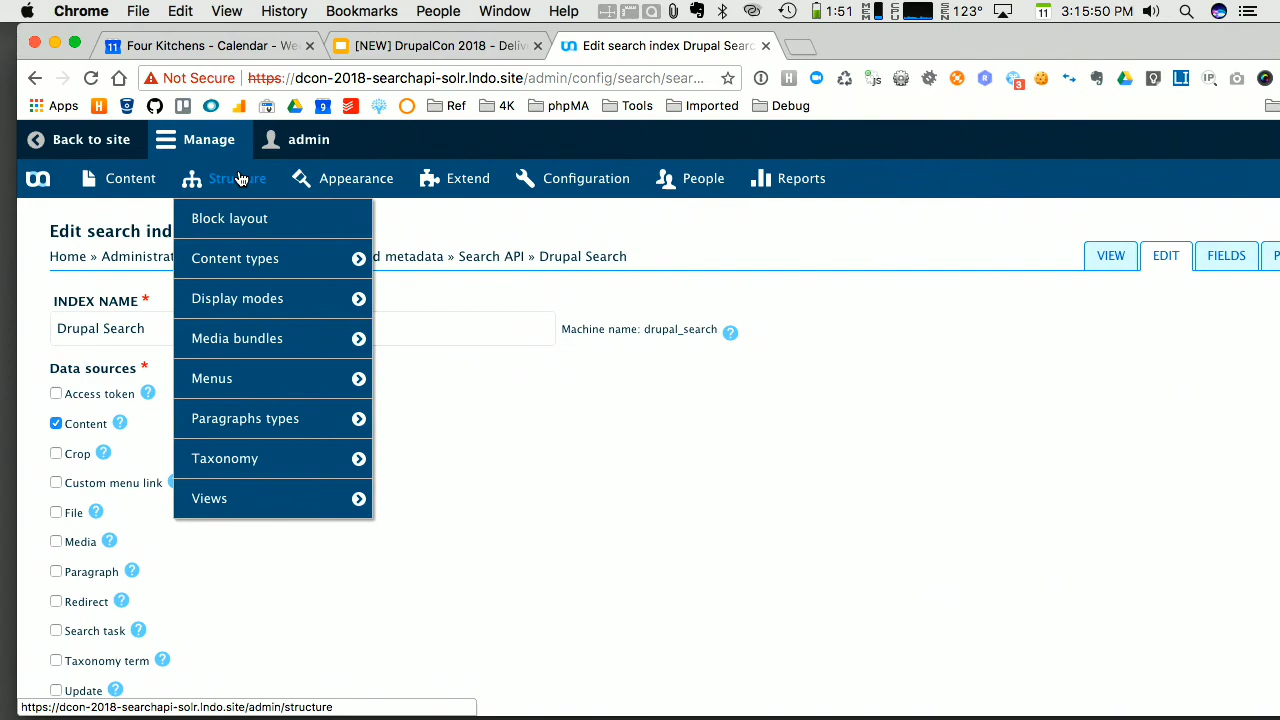 Chrome File Edit View History Bookmarks People Window Help 1:51 123° 11 3:15:50 PM
11 Four Kitchens - Calendar - We [NEW] DrupalCon 2018 - Deliv Edit search index Drupal Sear
Not Secure https://dcon-2018-searchapi-solr.lndo.site/admin/config/search/sear...
Apps Ref 4K phpMA Tools Imported Debug
Back to site Manage admin
Content Structure Appearance Extend Configuration People Reports
Block layout
Content types
Display modes
Media bundles
Menus
Paragraphs types
Taxonomy
Views
Edit search ind
Home » Administra d metadata » Search API » Drupal Search
VIEW EDIT FIELDS P
INDEX NAME *
Drupal Search Machine name: drupal_search ?
Data sources *
Access token ?
Content ?
Crop ?
Custom menu link
File ?
Media ?
Paragraph ?
Redirect ?
Search task ?
Taxonomy term ?
Update ?
https://dcon-2018-searchapi-solr.lndo.site/admin/structure